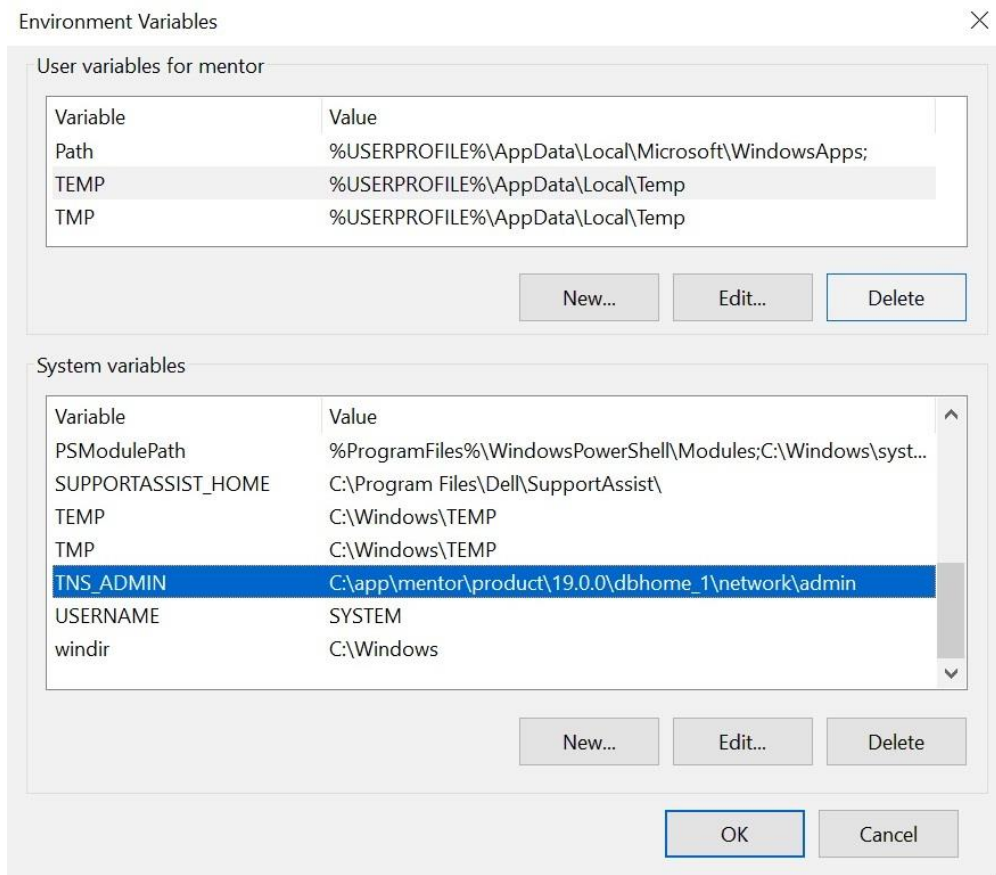 Environment Variables
User variables for mentor
Variable Value
Path %USERPROFILE%\AppData\Local\Microsoft\WindowsApps;
TEMP %USERPROFILE%\AppData\Local\Temp
TMP %USERPROFILE%\AppData\Local\Temp
New... Edit... Delete
System variables
Variable Value
PSModulePath %ProgramFiles%\WindowsPowerShell\Modules;C:\Windows\syst...
SUPPORTASSIST_HOME C:\Program Files\Dell\SupportAssist\
TEMP C:\Windows\TEMP
TMP C:\Windows\TEMP
TNS_ADMIN C:\app\mentor\product\19.0.0\dbhome_1\network\admin
USERNAME SYSTEM
windir C:\Windows
New... Edit... Delete
OK Cancel